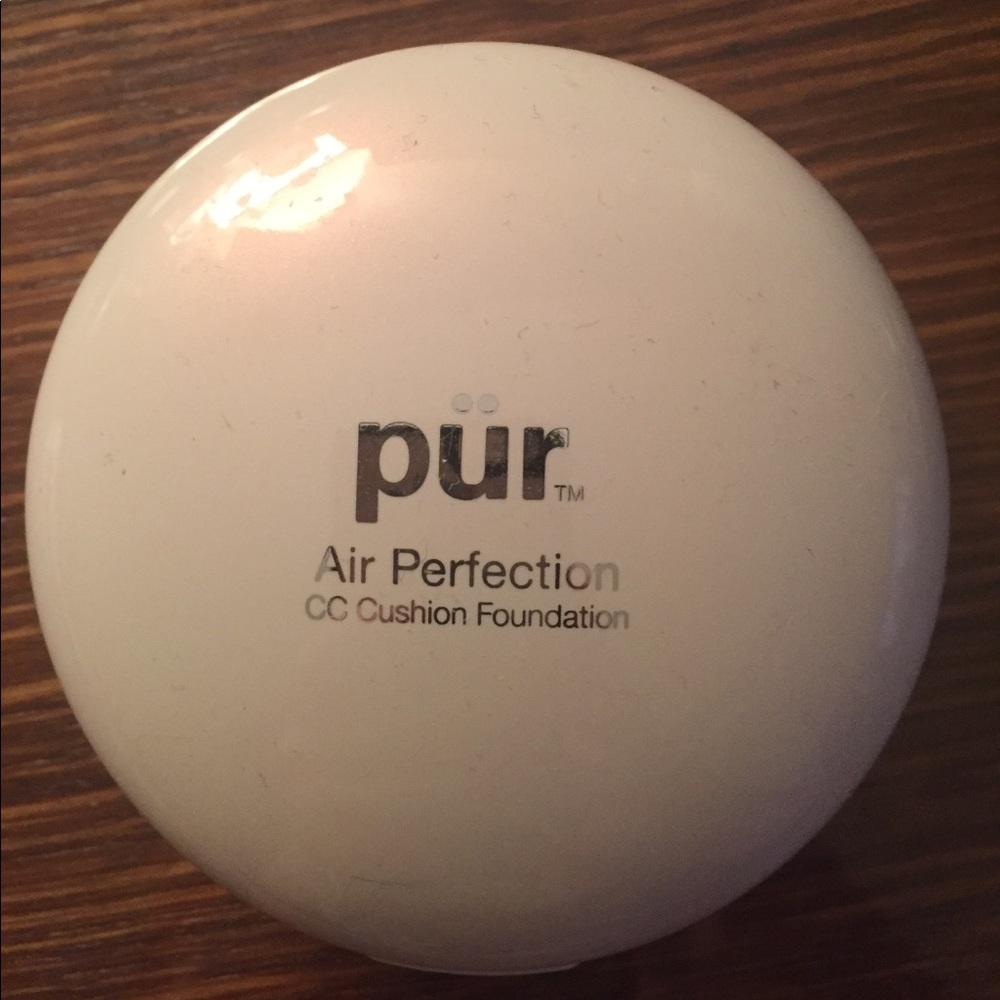 pür™
Air Perfection
CC Cushion Foundation